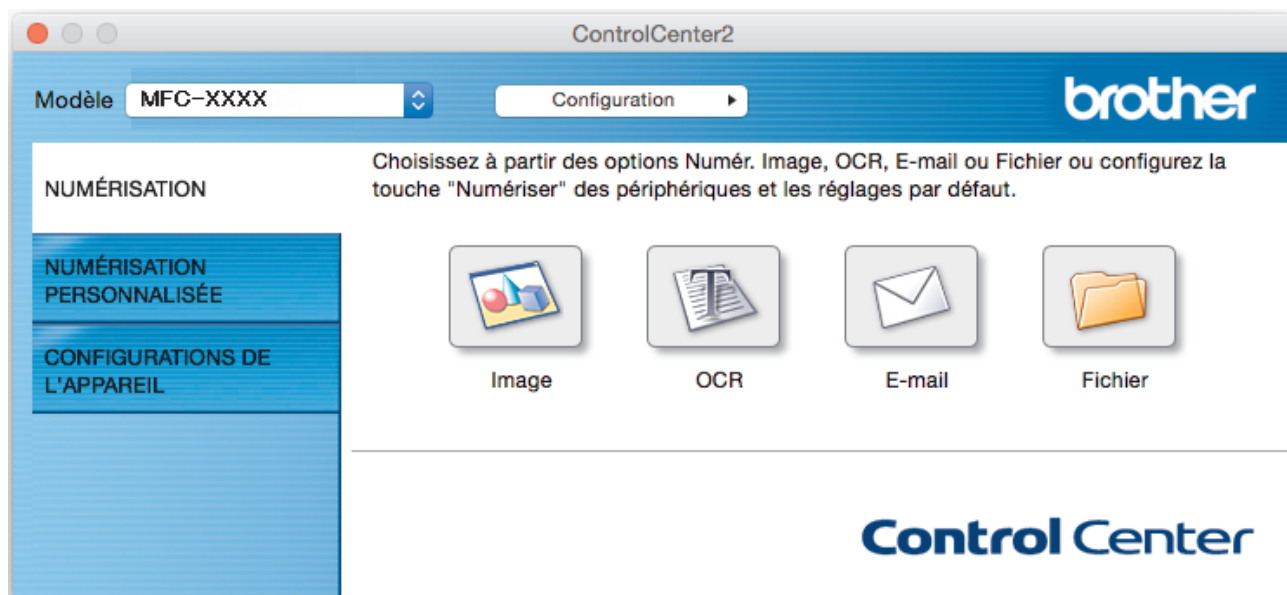 ControlCenter2
Modèle MFC-XXXX Configuration brother
NUMÉRISATION
NUMÉRISATION
PERSONNALISÉE
CONFIGURATIONS DE
L'APPAREIL
Choisissez à partir des options Numér. Image, OCR, E-mail ou Fichier ou configurez la
touche "Numériser" des périphériques et les réglages par défaut.
Image OCR E-mail Fichier
Control Center